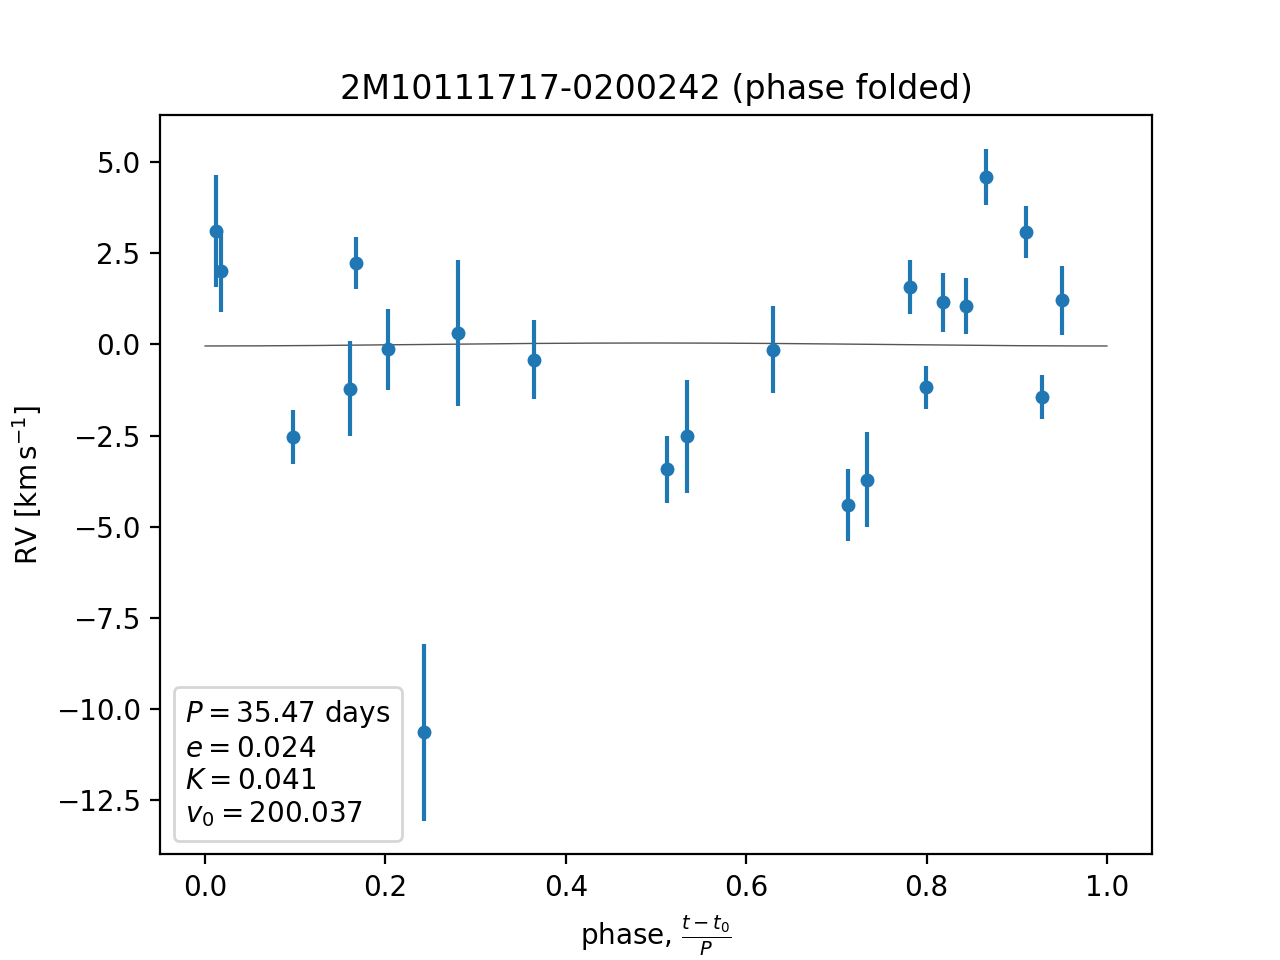 2M10111717-0200242 (phase folded)
RV [km s⁻¹]
5.0
2.5
0.0
−2.5
−5.0
−7.5
−10.0
−12.5
P = 35.47 days
e = 0.024
K = 0.041
v₀ = 200.037
0.0 0.2 0.4 0.6 0.8 1.0
phase, (t − t₀)/P